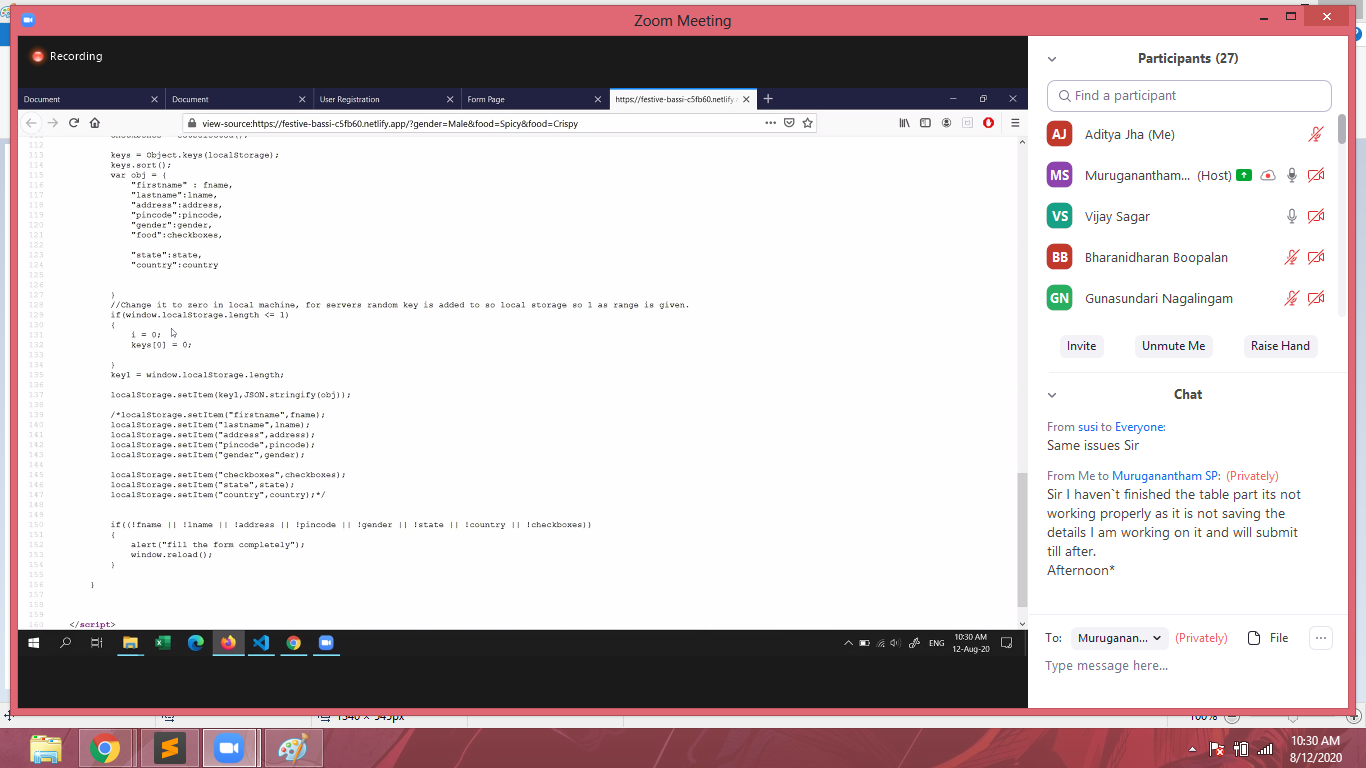 Zoom Meeting
Recording
Document
Document
User Registration
Form Page
https://festive-bassi-c5fb60.netlify.
view-source:https://festive-bassi-c5fb60.netlify.app/?gender=Male&food=Spicy&food=Crispy
113 keys = Object.keys(localStorage);
114 keys.sort();
115 var obj = {
116 "firstname" : fname,
117 "lastname":lname,
118 "address":address,
119 "pincode":pincode,
120 "gender":gender,
121 "food":checkboxes,
122
123 "state":state,
124 "country":country
125
126
127 }
128 //Change it to zero in local machine, for servers random key is added to so local storage so 1 as range is given.
129 if(window.localStorage.length <= 1)
130 {
131 i = 0;
132 keys[0] = 0;
133
134 }
135 key1 = window.localStorage.length;
136
137 localStorage.setItem(key1,JSON.stringify(obj));
138
139 /*localStorage.setItem("firstname",fname);
140 localStorage.setItem("lastname",lname);
141 localStorage.setItem("address",address);
142 localStorage.setItem("pincode",pincode);
143 localStorage.setItem("gender",gender);
144
145 localStorage.setItem("checkboxes",checkboxes);
146 localStorage.setItem("state",state);
147 localStorage.setItem("country",country);*/
148
149
150 if((!fname || !lname || !address || !pincode || !gender || !state || !country || !checkboxes))
151 {
152 alert("fill the form completely");
153 window.reload();
154 }
155
156 }
157
158
159
160 </script>
ENG
10:30 AM
12-Aug-20
Participants (27)
Find a participant
AJ Aditya Jha (Me)
MS Muruganantham... (Host)
VS Vijay Sagar
BB Bharanidharan Boopalan
GN Gunasundari Nagalingam
Invite
Unmute Me
Raise Hand
Chat
From susi to Everyone:
Same issues Sir
From Me to Muruganantham SP: (Privately)
Sir I haven`t finished the table part its not
working properly as it is not saving the
details I am working on it and will submit
till after.
Afternoon*
To: Muruganan... (Privately) File
Type message here...
1340 × 545px
100%
10:30 AM
8/12/2020